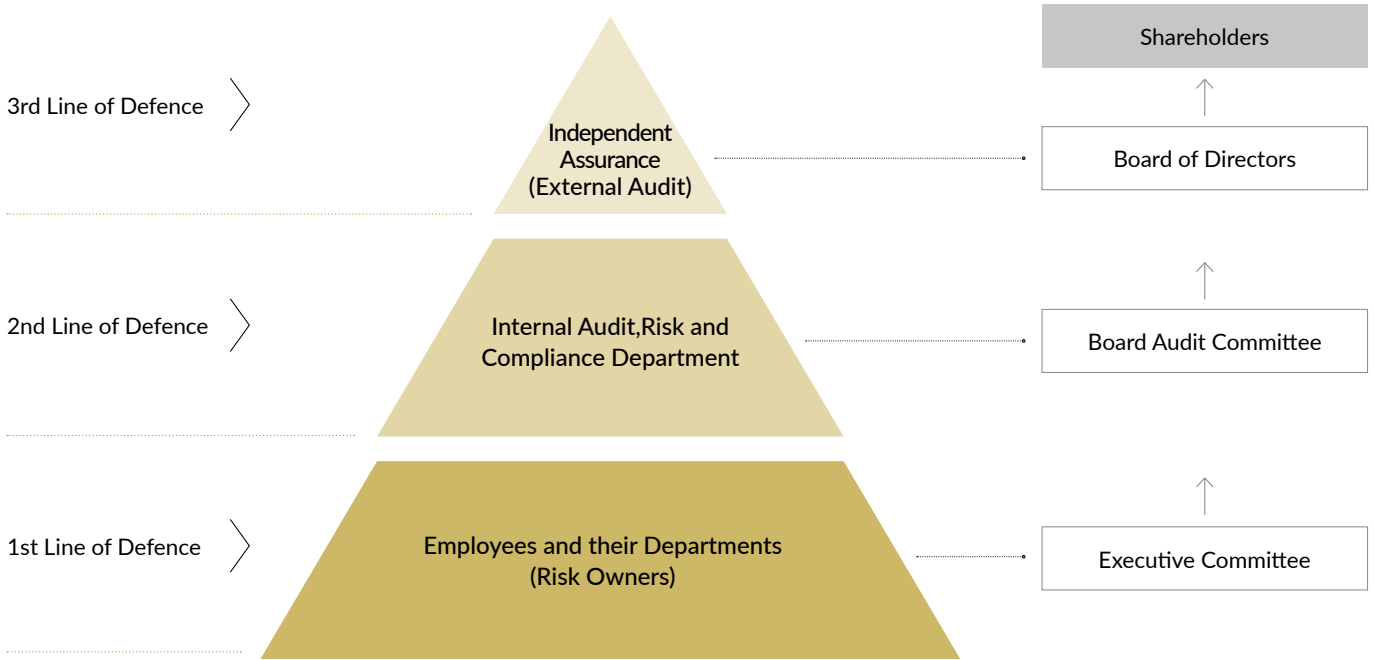 Shareholders
3rd Line of Defence
Independent
Assurance
(External Audit)
Board of Directors
2nd Line of Defence
Internal Audit,Risk and
Compliance Department
Board Audit Committee
1st Line of Defence
Employees and their Departments
(Risk Owners)
Executive Committee